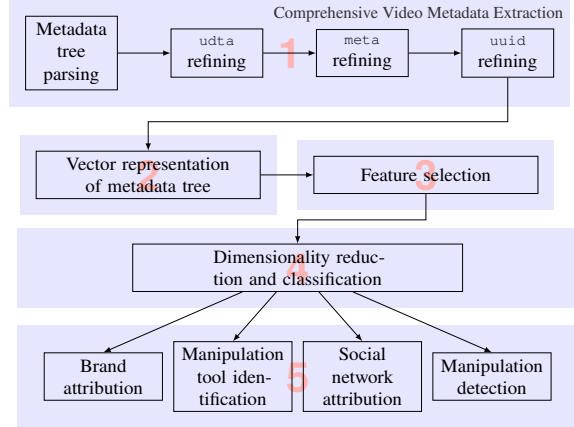 Comprehensive Video Metadata Extraction
Metadata
tree
parsing
udta
refining
1
meta
refining
uuid
refining
Vector representation
of metadata tree
2
Feature selection
3
Dimensionality reduc-
tion and classification
4
Brand
attribution
Manipulation
tool iden-
tification
5
Social
network
attribution
Manipulation
detection